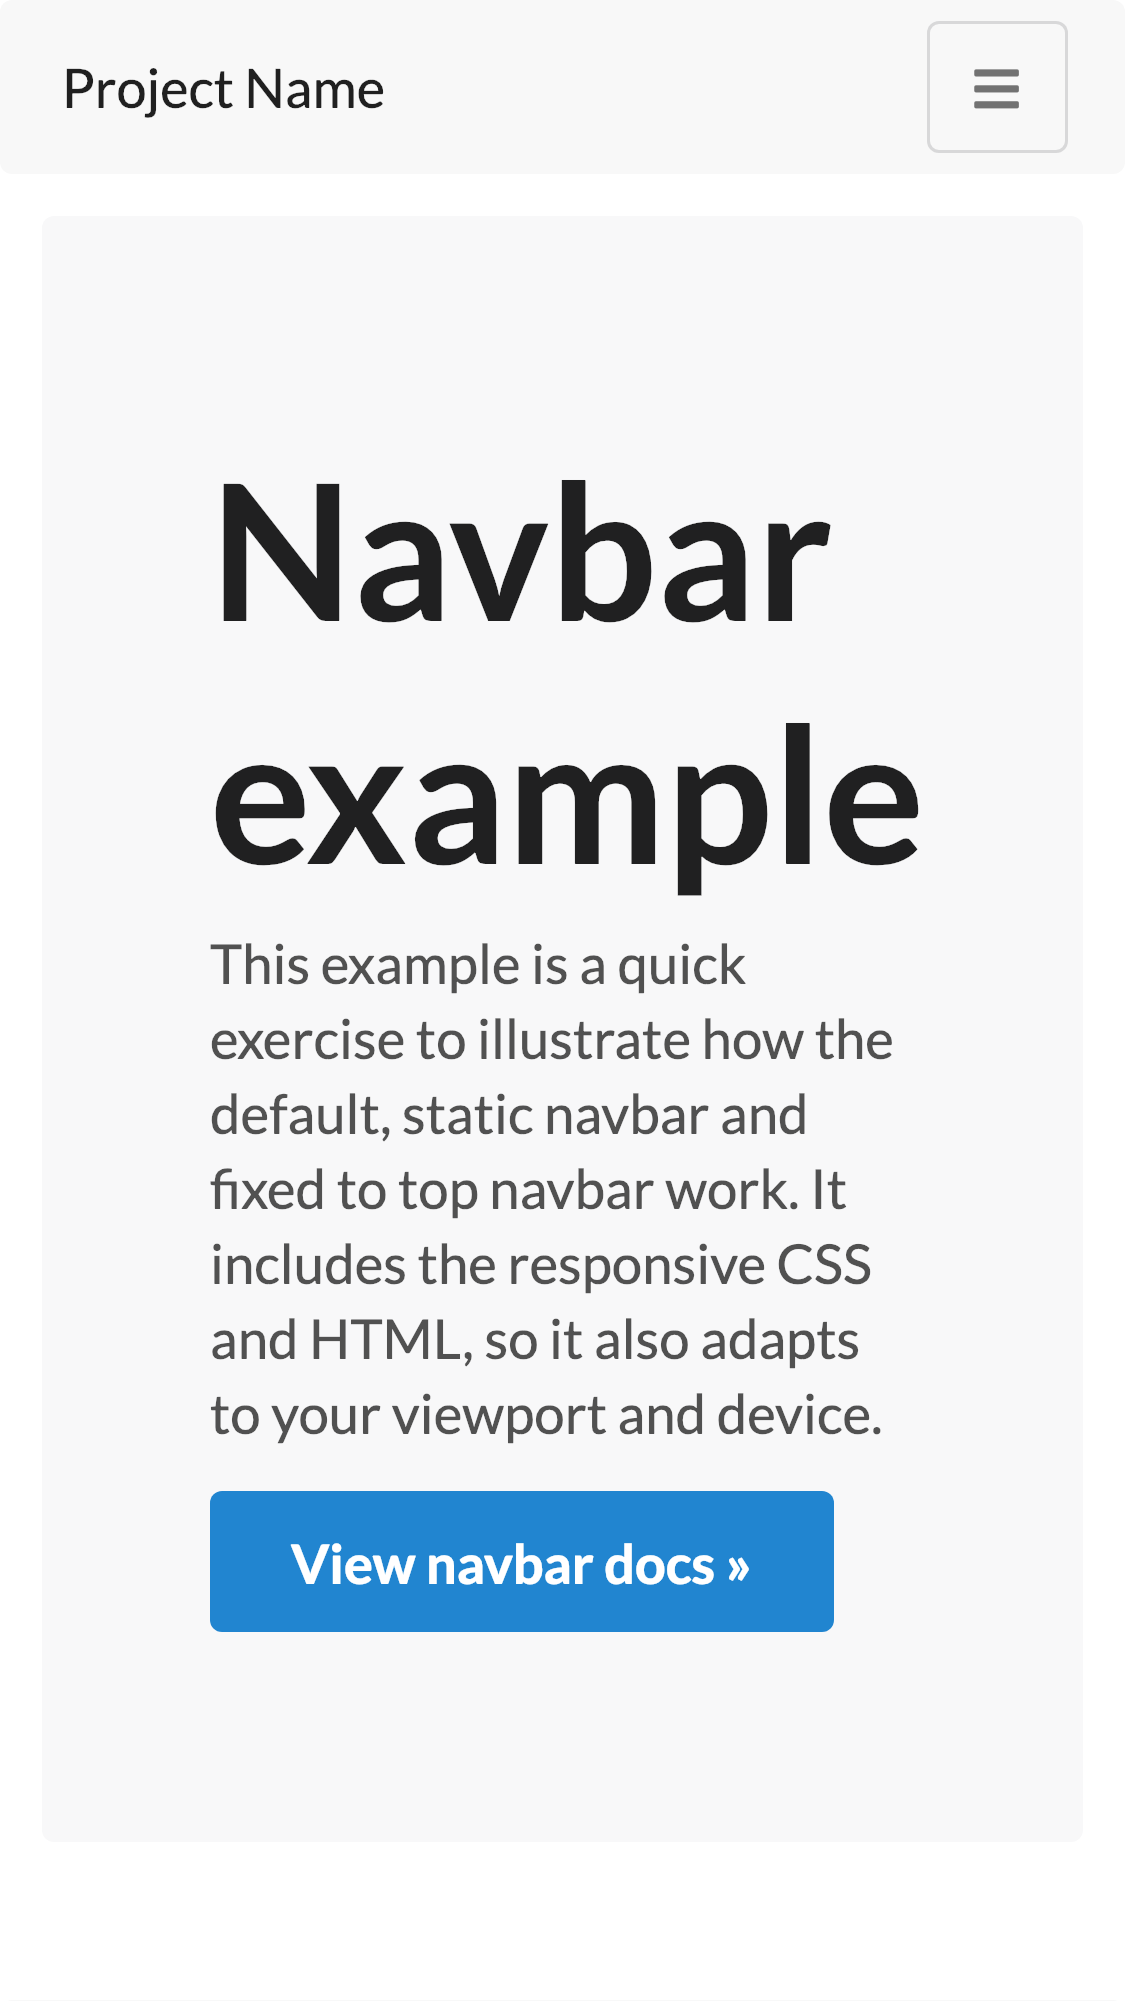 Project Name
Navbar
example
This example is a quick
exercise to illustrate how the
default, static navbar and
fixed to top navbar work. It
includes the responsive CSS
and HTML, so it also adapts
to your viewport and device.
View navbar docs »